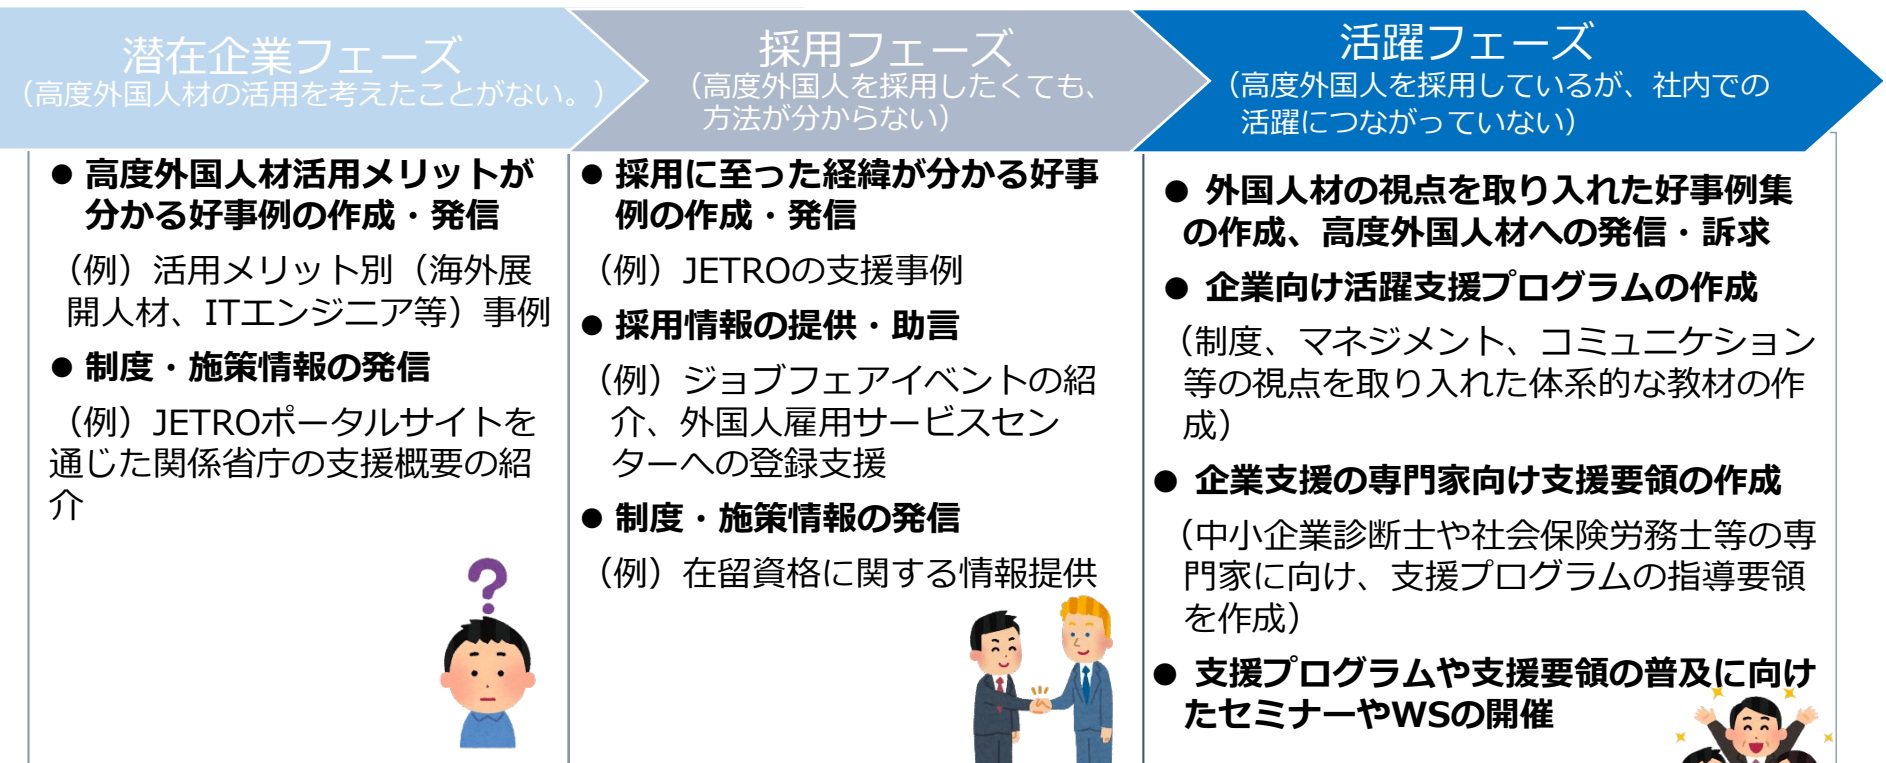 潜在企業フェーズ
（高度外国人材の活用を考えたことがない。）
● 高度外国人材活用メリットが
分かる好事例の作成・発信
（例）活用メリット別（海外展
開人材、ITエンジニア等）事例
● 制度・施策情報の発信
（例）JETROポータルサイトを
通じた関係省庁の支援概要の紹
介
?
採用フェーズ
（高度外国人を採用したくても、
方法が分からない）
● 採用に至った経緯が分かる好事
例の作成・発信
（例）JETROの支援事例
● 採用情報の提供・助言
（例）ジョブフェアイベントの紹
介、外国人雇用サービスセン
ターへの登録支援
● 制度・施策情報の発信
（例）在留資格に関する情報提供
活躍フェーズ
（高度外国人を採用しているが、社内での
活躍につながっていない）
● 外国人材の視点を取り入れた好事例集
の作成、高度外国人材への発信・訴求
● 企業向け活躍支援プログラムの作成
（制度、マネジメント、コミュニケション
等の視点を取り入れた体系的な教材の作
成）
● 企業支援の専門家向け支援要領の作成
（中小企業診断士や社会保険労務士等の専
門家に向け、支援プログラムの指導要領
を作成）
● 支援プログラムや支援要領の普及に向け
たセミナーやWSの開催